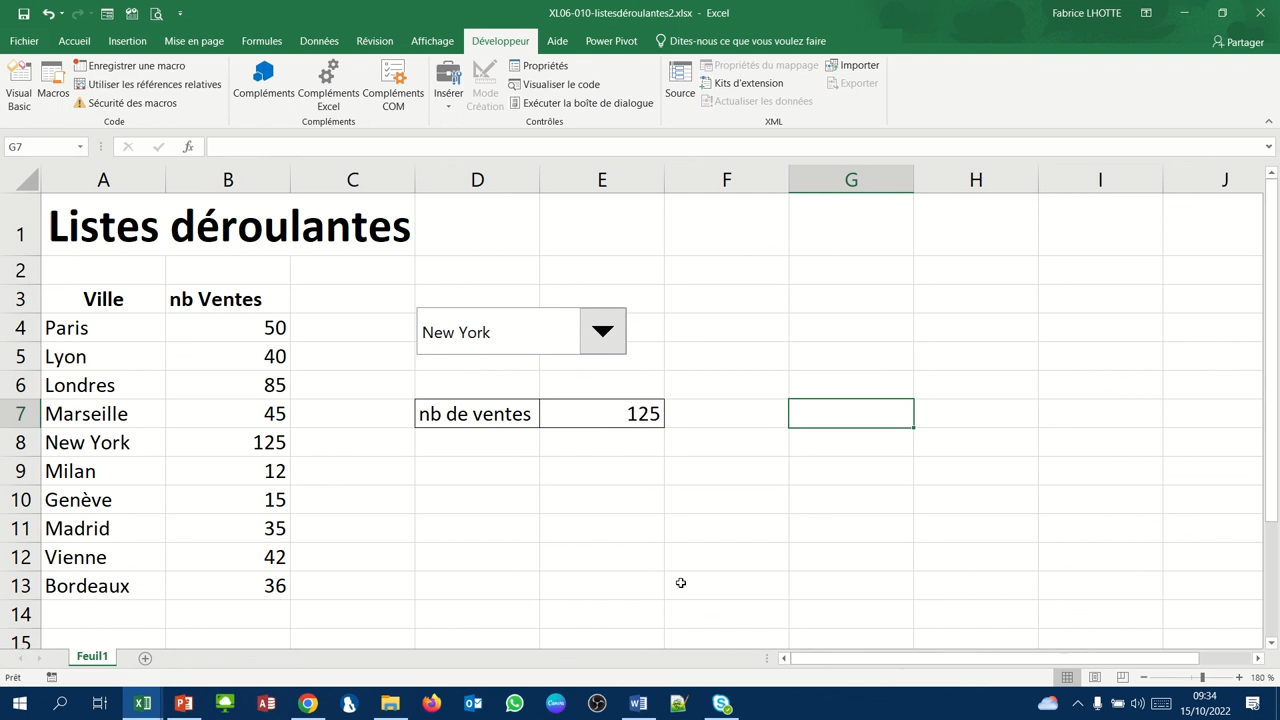 XL06-010-listesdéroulantes2.xlsx - Excel
Fabrice LHOTTE
Fichier Accueil Insertion Mise en page Formules Données Révision Affichage Développeur Aide Power Pivot Dites-nous ce que vous voulez faire Partager
Visual Basic
Macros
Enregistrer une macro
Utiliser les références relatives
Sécurité des macros
Code
Compléments
Compléments Excel
Compléments COM
Compléments
Insérer
Mode Création
Propriétés
Visualiser le code
Exécuter la boîte de dialogue
Contrôles
Source
Propriétés du mappage
Kits d'extension
Actualiser les données
Importer
Exporter
XML
G7 fx
A B C D E F G H I J
1 Listes déroulantes
2
3 Ville nb Ventes
4 Paris 50
New York
5 Lyon 40
6 Londres 85
7 Marseille 45 nb de ventes 125
8 New York 125
9 Milan 12
10 Genève 15
11 Madrid 35
12 Vienne 42
13 Bordeaux 36
14
15
Feuil1
Prêt 180 %
09:34
15/10/2022